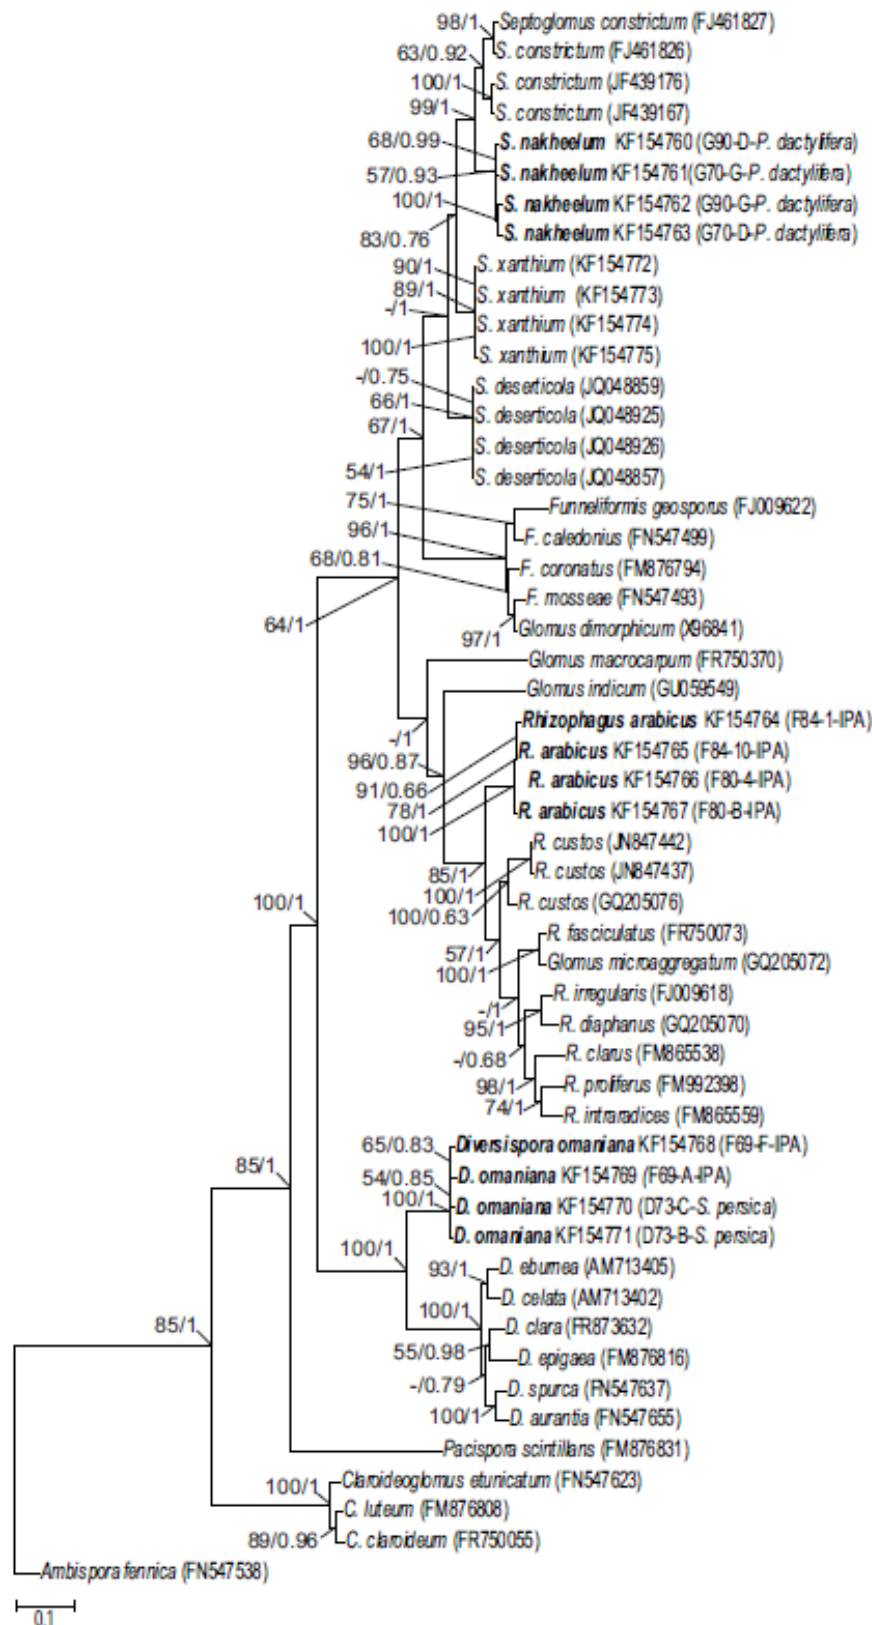 98/1
Septoglomus constrictum (FJ461827)
63/0.92
S. constrictum (FJ461826)
100/1
S. constrictum (JF439176)
99/1
S. constrictum (JF439167)
68/0.99
S. nakheelum KF154760 (G90-D-P. dactylifera)
57/0.93
S. nakheelum KF154761(G70-G-P. dactylifera)
100/1
S. nakheelum KF154762 (G90-G-P. dactylifera)
83/0.76
S. nakheelum KF154763 (G70-D-P. dactylifera)
90/1
S. xanthium (KF154772)
89/1
S. xanthium (KF154773)
-/1
S. xanthium (KF154774)
100/1
S. xanthium (KF154775)
-/0.75
S. deserticola (JQ048859)
66/1
S. deserticola (JQ048925)
67/1
S. deserticola (JQ048926)
54/1
S. deserticola (JQ048857)
75/1
Funneliformis geosporus (FJ009622)
96/1
F. caledonius (FN547499)
68/0.81
F. coronatus (FM876794)
F. mosseae (FN547493)
64/1
97/1
Glomus dimorphicum (X96841)
Glomus macrocarpum (FR750370)
Glomus indicum (GU059549)
-/1
Rhizophagus arabicus KF154764 (F84-1-IPA)
96/0.87
R. arabicus KF154765 (F84-10-IPA)
91/0.66
R. arabicus KF154766 (F80-4-IPA)
78/1
R. arabicus KF154767 (F80-B-IPA)
100/1
R. custos (JN847442)
85/1
R. custos (JN847437)
100/1
R. custos (GQ205076)
100/0.63
100/1
R. fasciculatus (FR750073)
57/1
Glomus microaggregatum (GQ205072)
100/1
R. irregularis (FJ009618)
-/1
R. diaphanus (GQ205070)
95/1
R. clarus (FM865538)
-/0.68
R. proliferus (FM992398)
98/1
74/1
R. intraradices (FM865559)
65/0.83
Diversispora omaniana KF154768 (F69-F-IPA)
85/1
54/0.85
D. omaniana KF154769 (F69-A-IPA)
100/1
D. omaniana KF154770 (D73-C-S. persica)
D. omaniana KF154771 (D73-B-S. persica)
100/1
93/1
D. eburnea (AM713405)
D. celata (AM713402)
100/1
85/1
D. clara (FR873632)
55/0.98
D. epigaea (FM876816)
-/0.79
D. spurca (FN547637)
100/1
D. aurantia (FN547655)
Pacispora scintillans (FM876831)
100/1
Claroideoglomus etunicatum (FN547623)
C. luteum (FM876808)
89/0.96
C. claroideum (FR750055)
Ambispora fennica (FN547538)
0.1